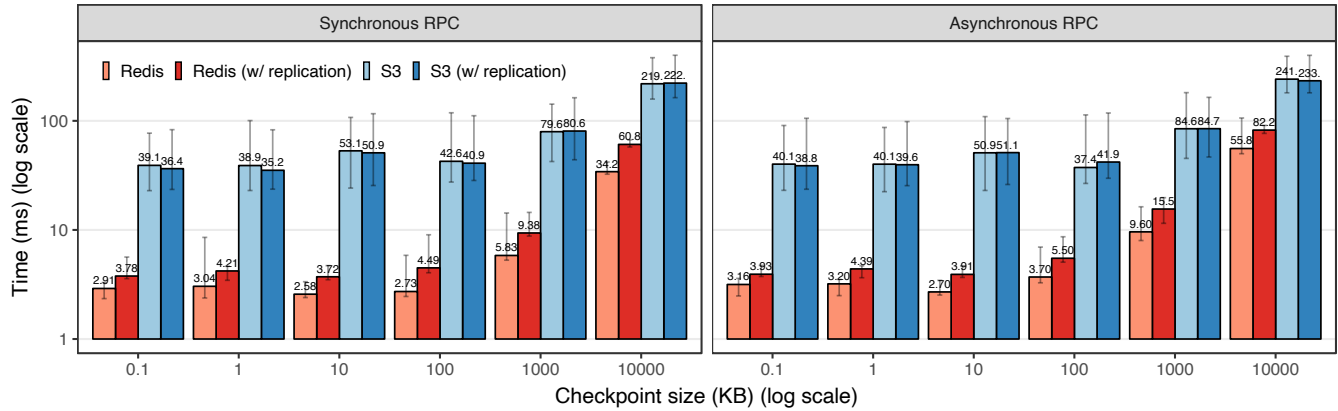 Synchronous RPC
Asynchronous RPC
Redis Redis (w/ replication) S3 S3 (w/ replication)
Time (ms) (log scale)
100
10
1
2.91 3.78 39.1 36.4
3.04 4.21 38.9 35.2
2.58 3.72 53.1 50.9
2.73 4.49 42.6 40.9
5.83 9.38 79.6 80.6
34.2 60.8 219. 222.
3.16 3.93 40.1 38.8
3.20 4.39 40.1 39.6
2.70 3.91 50.9 51.1
3.70 5.50 37.4 41.9
9.60 15.5 84.6 84.7
55.8 82.2 241. 233.
0.1 1 10 100 1000 10000
0.1 1 10 100 1000 10000
Checkpoint size (KB) (log scale)